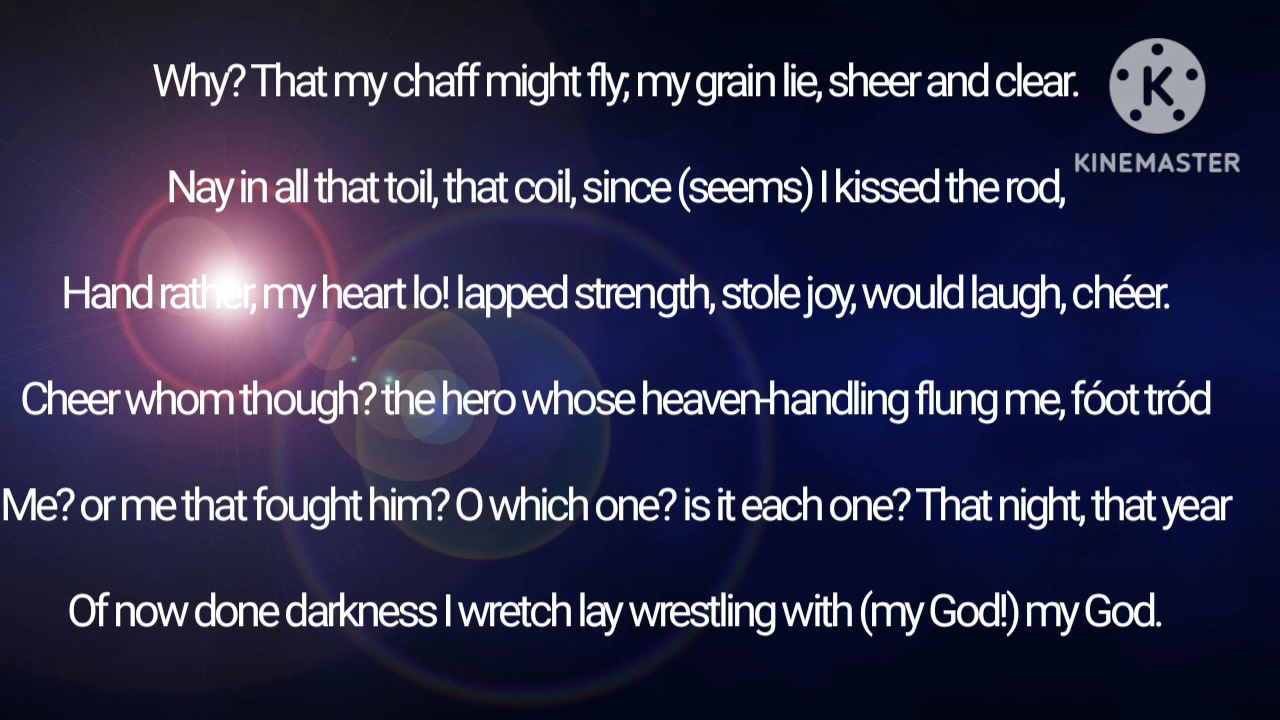 Why? That my chaff might fly; my grain lie, sheer and clear.
Nay in all that toil, that coil, since (seems) I kissed the rod,
Hand rather, my heart lo! lapped strength, stole joy, would laugh, chéer.
Cheer whom though? the hero whose heaven-handling flung me, fóot tród
Me? or me that fought him? O which one? is it each one? That night, that year
Of now done darkness I wretch lay wrestling with (my God!) my God.
K
KINEMASTER